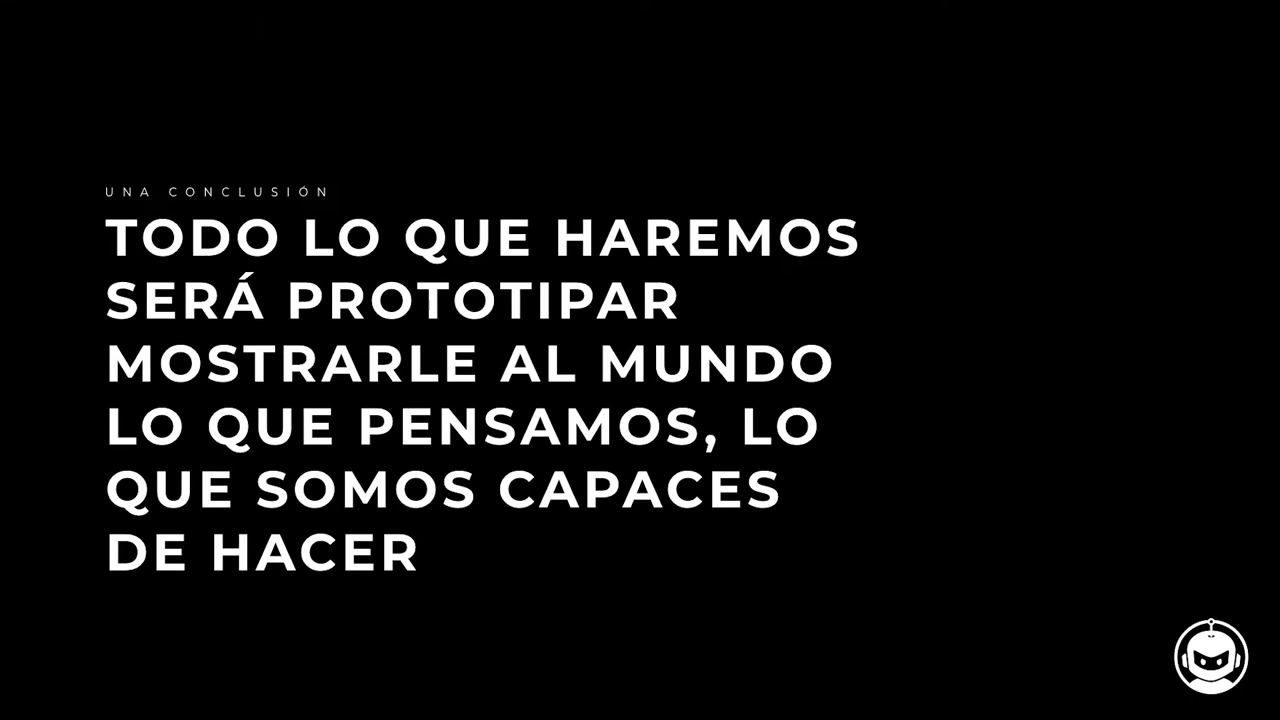 UNA CONCLUSIÓN
TODO LO QUE HAREMOS
SERÁ PROTOTIPAR
MOSTRARLE AL MUNDO
LO QUE PENSAMOS, LO
QUE SOMOS CAPACES
DE HACER